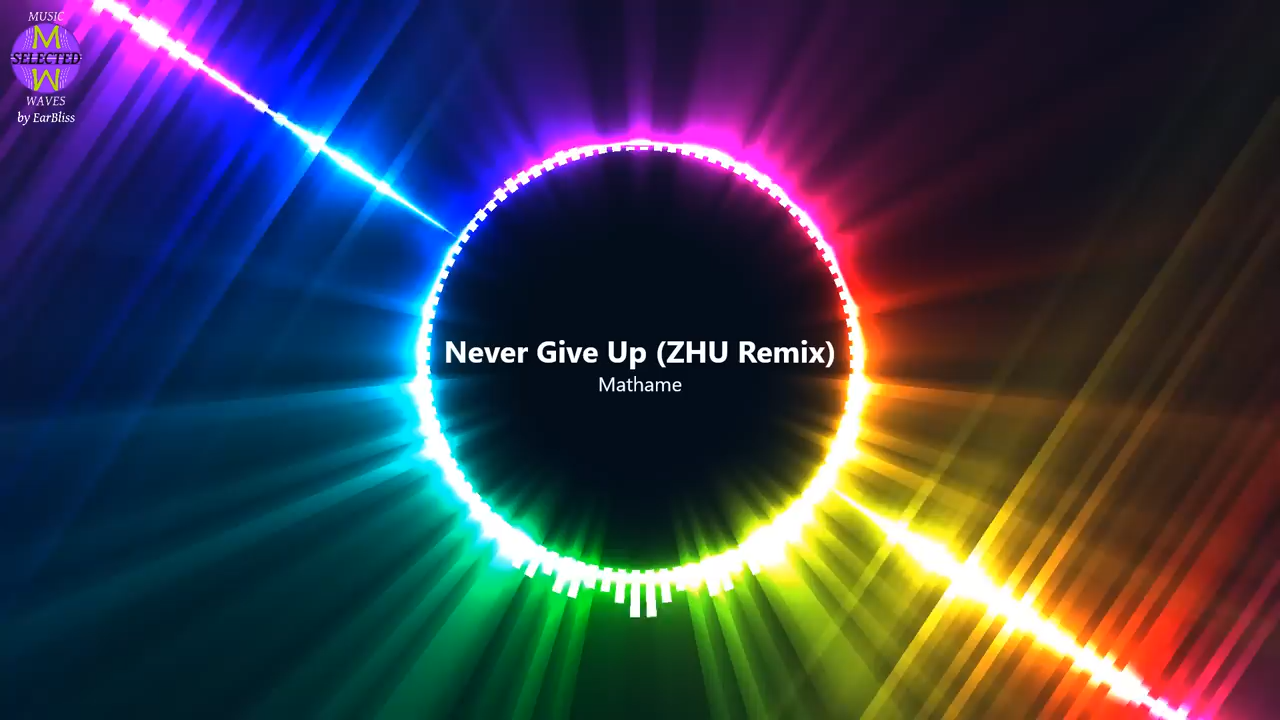 MUSIC
M
SELECTED
W
WAVES
by EarBliss
Never Give Up (ZHU Remix)
Mathame